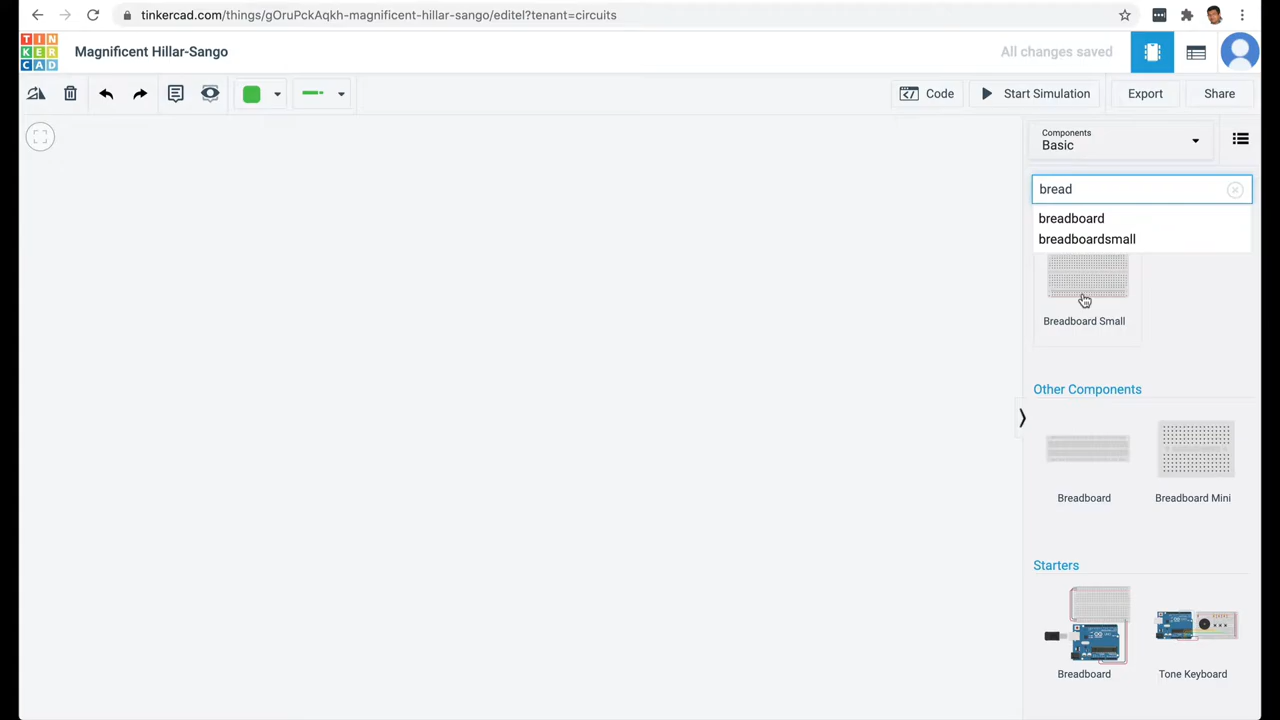 tinkercad.com/things/gOruPckAqkh-magnificent-hillar-sango/editel?tenant=circuits
TIN
KER
CAD
Magnificent Hillar-Sango
All changes saved
Code
Start Simulation
Export
Share
Components
Basic
bread
breadboard
breadboardsmall
Breadboard Small
Other Components
Breadboard
Breadboard Mini
Starters
Breadboard
Tone Keyboard